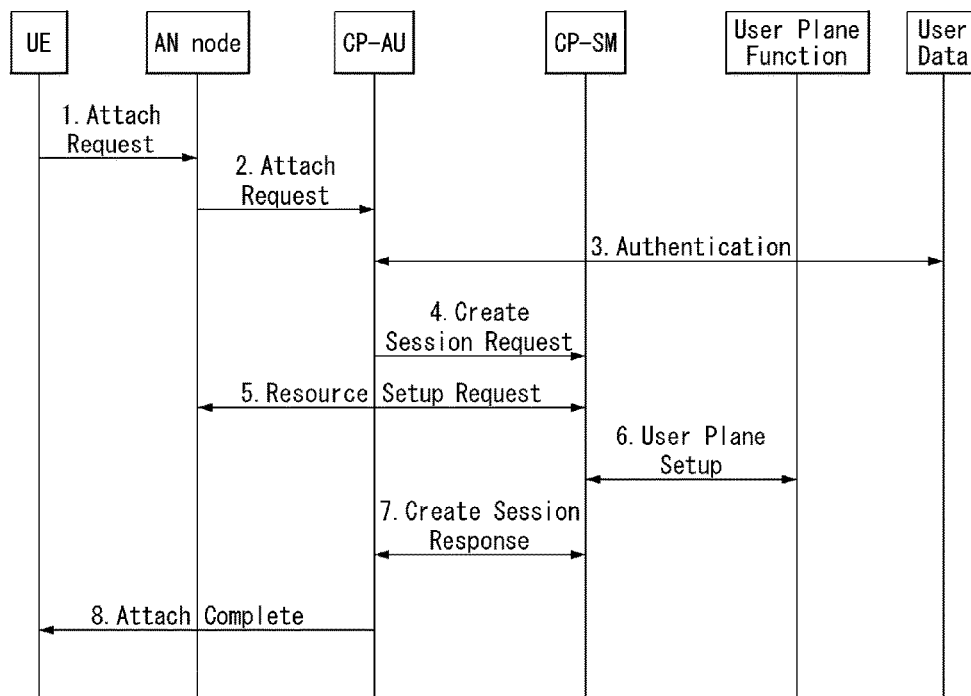 UE
AN node
CP-AU
CP-SM
User Plane
Function
User
Data
1. Attach
Request
2. Attach
Request
3. Authentication
4. Create
Session Request
5. Resource Setup Request
6. User Plane
Setup
7. Create Session
Response
8. Attach Complete